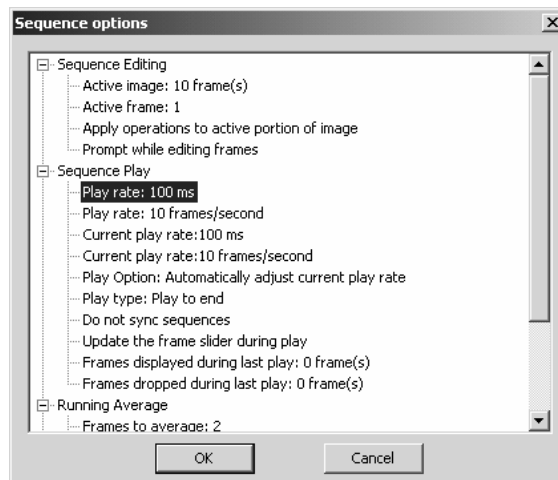 Sequence options
Sequence Editing
Active image: 10 frame(s)
Active frame: 1
Apply operations to active portion of image
Prompt while editing frames
Sequence Play
Play rate: 100 ms
Play rate: 10 frames/second
Current play rate:100 ms
Current play rate:10 frames/second
Play Option: Automatically adjust current play rate
Play type: Play to end
Do not sync sequences
Update the frame slider during play
Frames displayed during last play: 0 frame(s)
Frames dropped during last play: 0 frame(s)
Running Average
Frames to average: 2
OK
Cancel